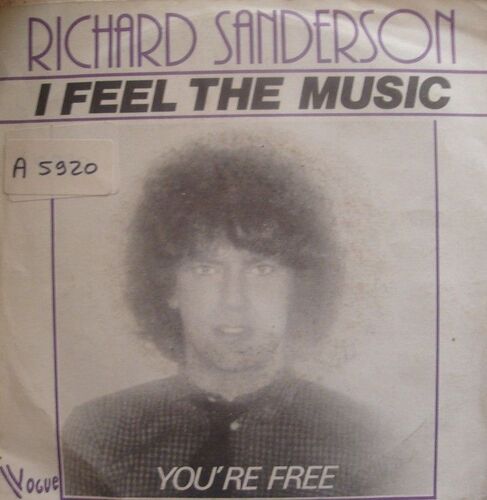 RICHARD SANDERSON
I FEEL THE MUSIC
A 5920
YOU'RE FREE
VOGUE